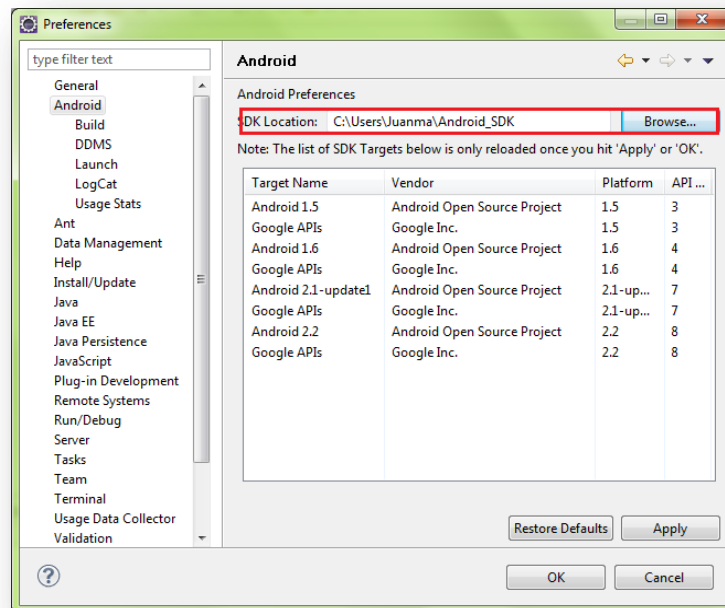 Preferences
type filter text
General
Android
Build
DDMS
Launch
LogCat
Usage Stats
Ant
Data Management
Help
Install/Update
Java
Java EE
Java Persistence
JavaScript
Plug-in Development
Remote Systems
Run/Debug
Server
Tasks
Team
Terminal
Usage Data Collector
Validation
Android
Android Preferences
SDK Location: C:\Users\Juanma\Android_SDK Browse...
Note: The list of SDK Targets below is only reloaded once you hit 'Apply' or 'OK'.
Target Name Vendor Platform API ...
Android 1.5 Android Open Source Project 1.5 3
Google APIs Google Inc. 1.5 3
Android 1.6 Android Open Source Project 1.6 4
Google APIs Google Inc. 1.6 4
Android 2.1-update1 Android Open Source Project 2.1-up... 7
Google APIs Google Inc. 2.1-up... 7
Android 2.2 Android Open Source Project 2.2 8
Google APIs Google Inc. 2.2 8
Restore Defaults Apply
OK Cancel